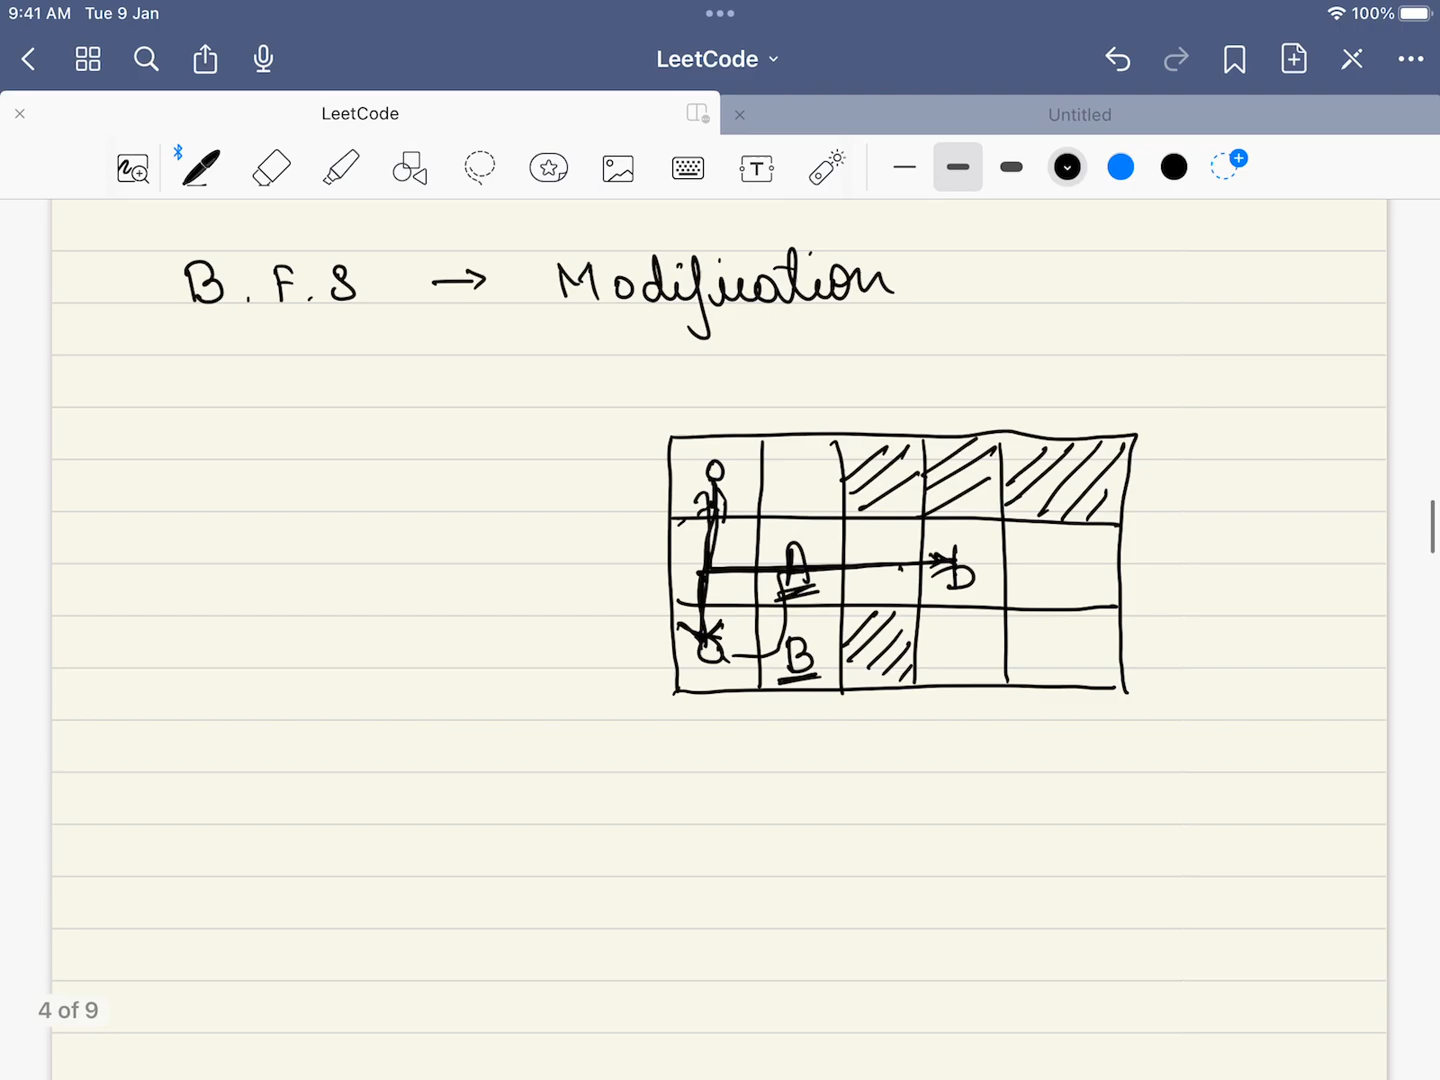 9:41 AM Tue 9 Jan
100%
LeetCode
LeetCode
Untitled
T
B.F.S → Modification
A
D
B
4 of 9